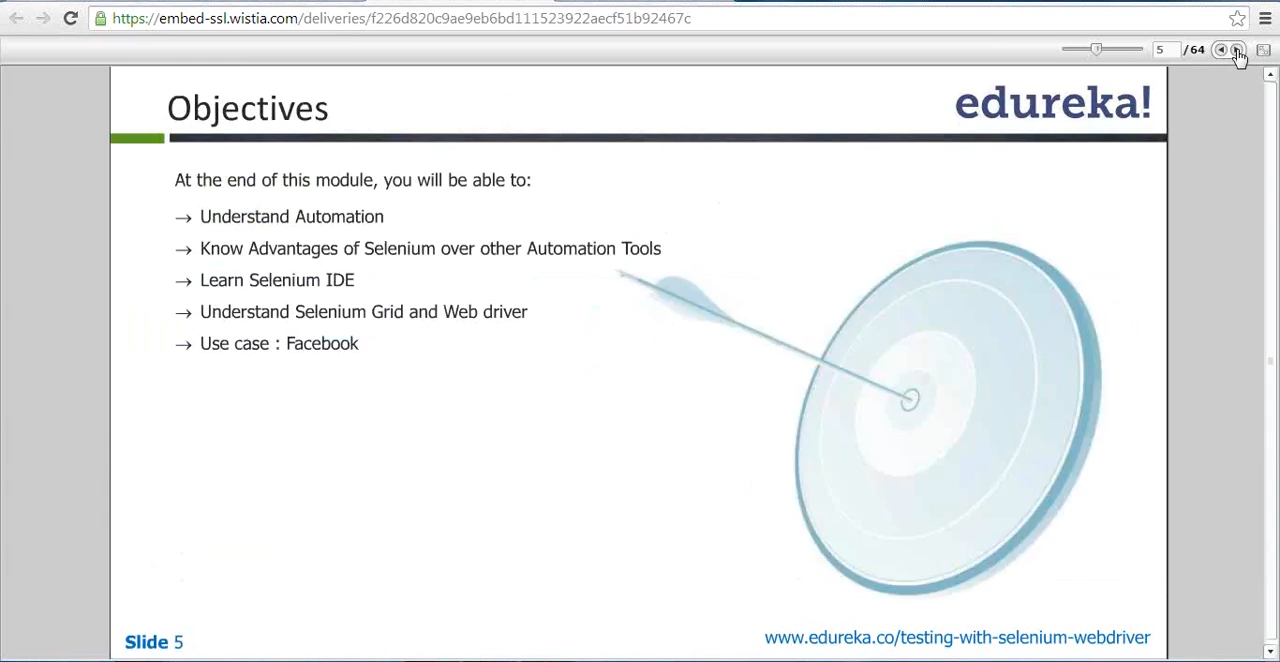 https://embed-ssl.wistia.com/deliveries/f226d820c9ae9eb6bd111523922aecf51b92467c
5 / 64
Objectives
edureka!
At the end of this module, you will be able to:
→ Understand Automation
→ Know Advantages of Selenium over other Automation Tools
→ Learn Selenium IDE
→ Understand Selenium Grid and Web driver
→ Use case : Facebook
Slide 5
www.edureka.co/testing-with-selenium-webdriver